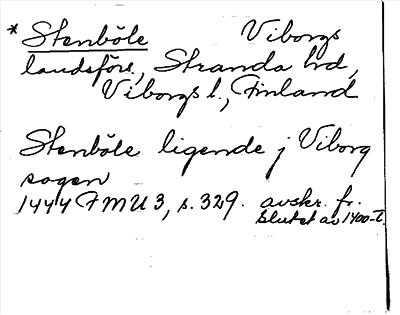 * Stenböle Viborgs
landsförs., Stranda hd,
Viborgs l., Finland
Stenböle ligende j Viborg
sogen
1444 FMU 3, s. 329. avskr. fr.
slutet av 1400-t.